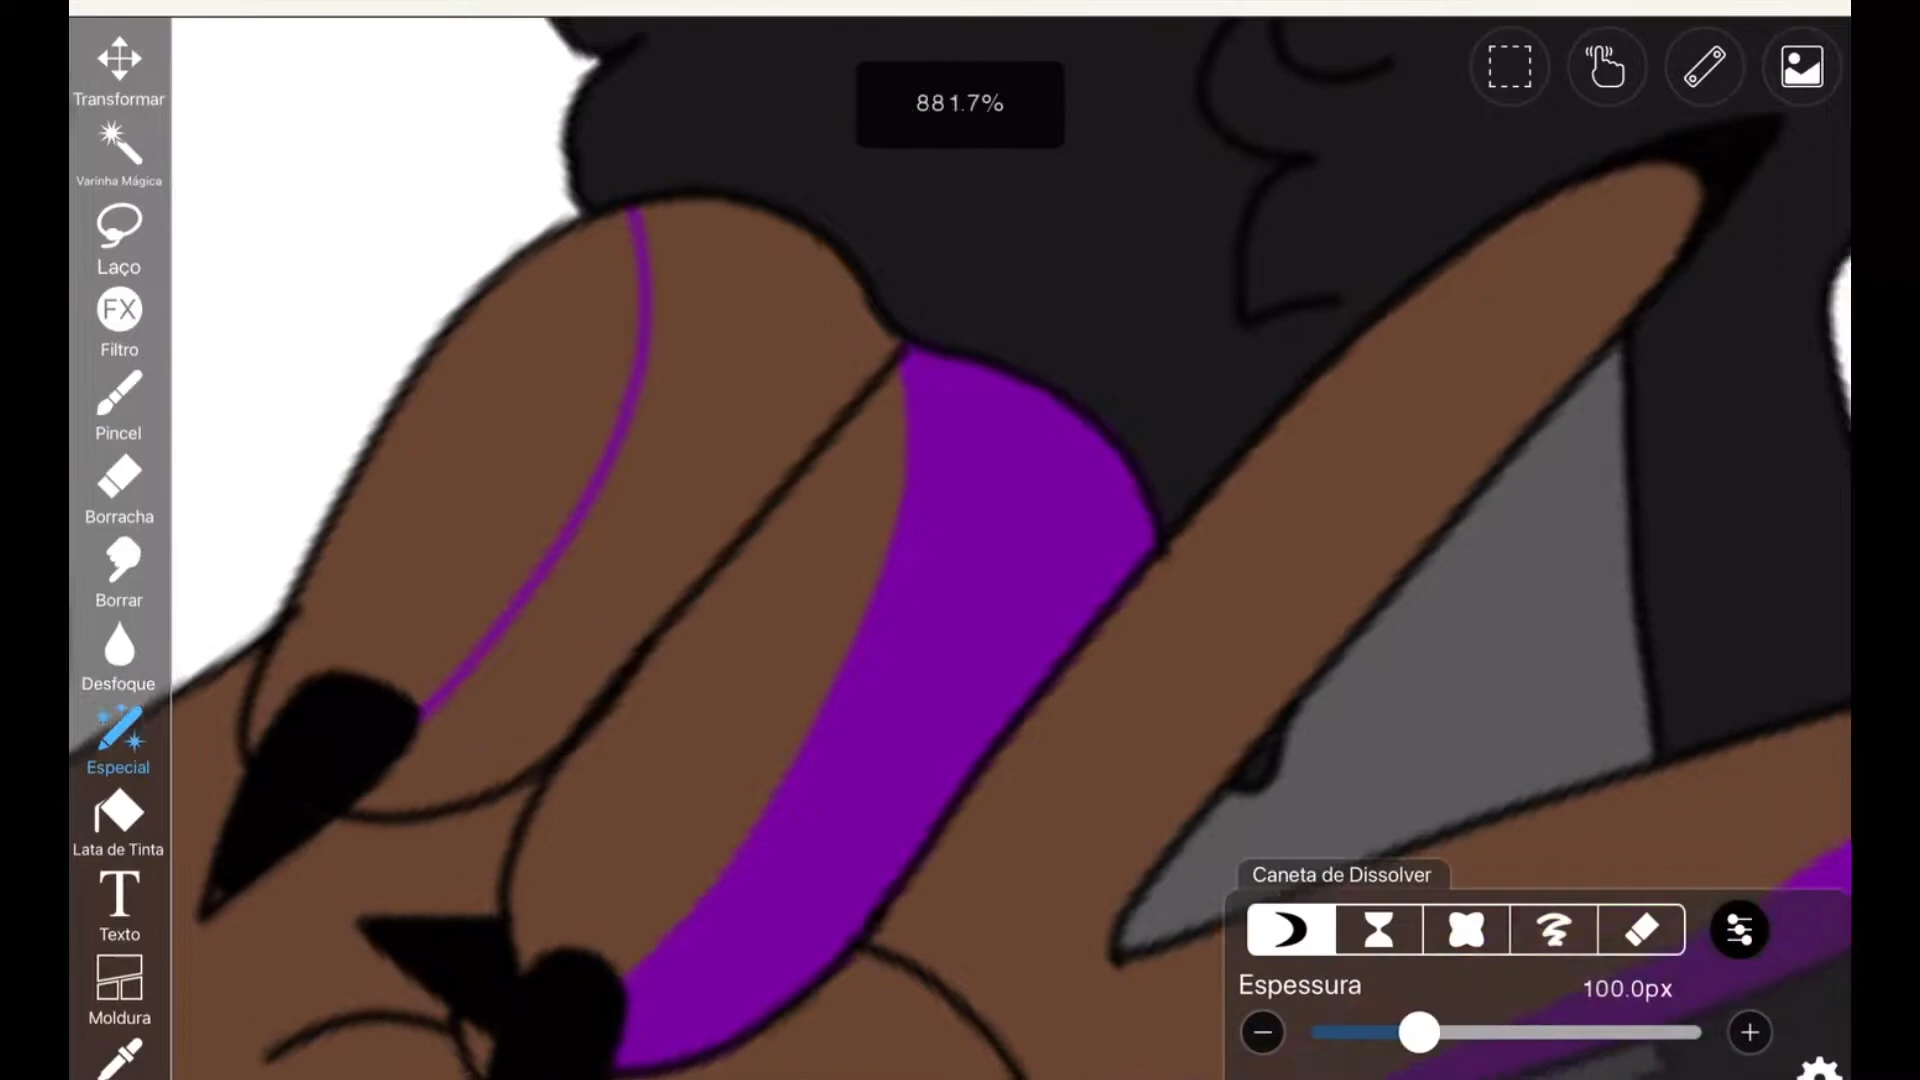 881.7%
Transformar
Varinha Mágica
Laço
FX
Filtro
Pincel
Borracha
Borrar
Desfoque
Especial
Lata de Tinta
T
Texto
Moldura
Caneta de Dissolver
Espessura
100.0px